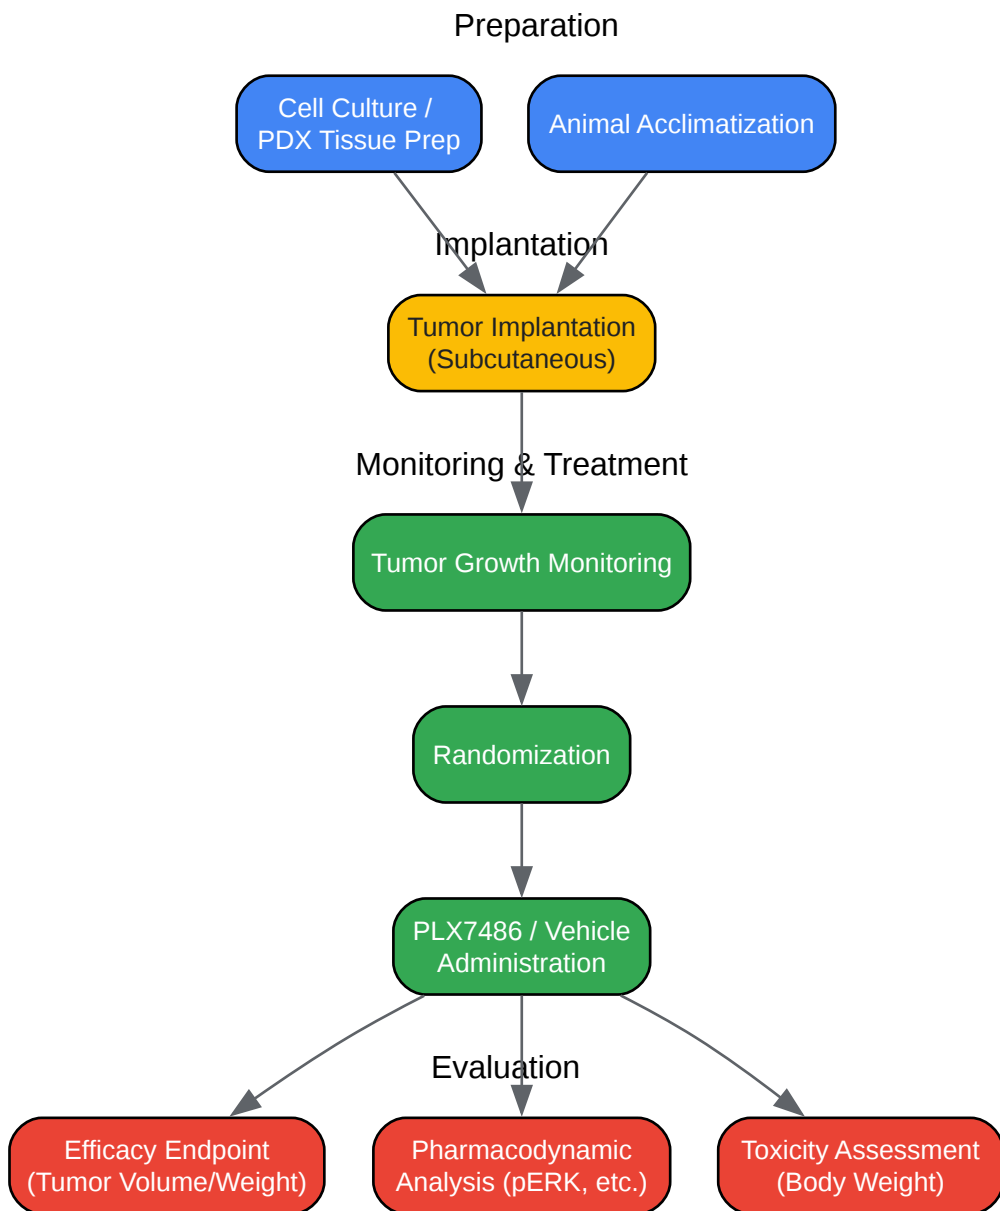 Preparation
Cell Culture /
PDX Tissue Prep
Animal Acclimatization
Implantation
Tumor Implantation
(Subcutaneous)
Monitoring & Treatment
Tumor Growth Monitoring
Randomization
PLX7486 / Vehicle
Administration
Evaluation
Efficacy Endpoint
(Tumor Volume/Weight)
Pharmacodynamic
Analysis (pERK, etc.)
Toxicity Assessment
(Body Weight)